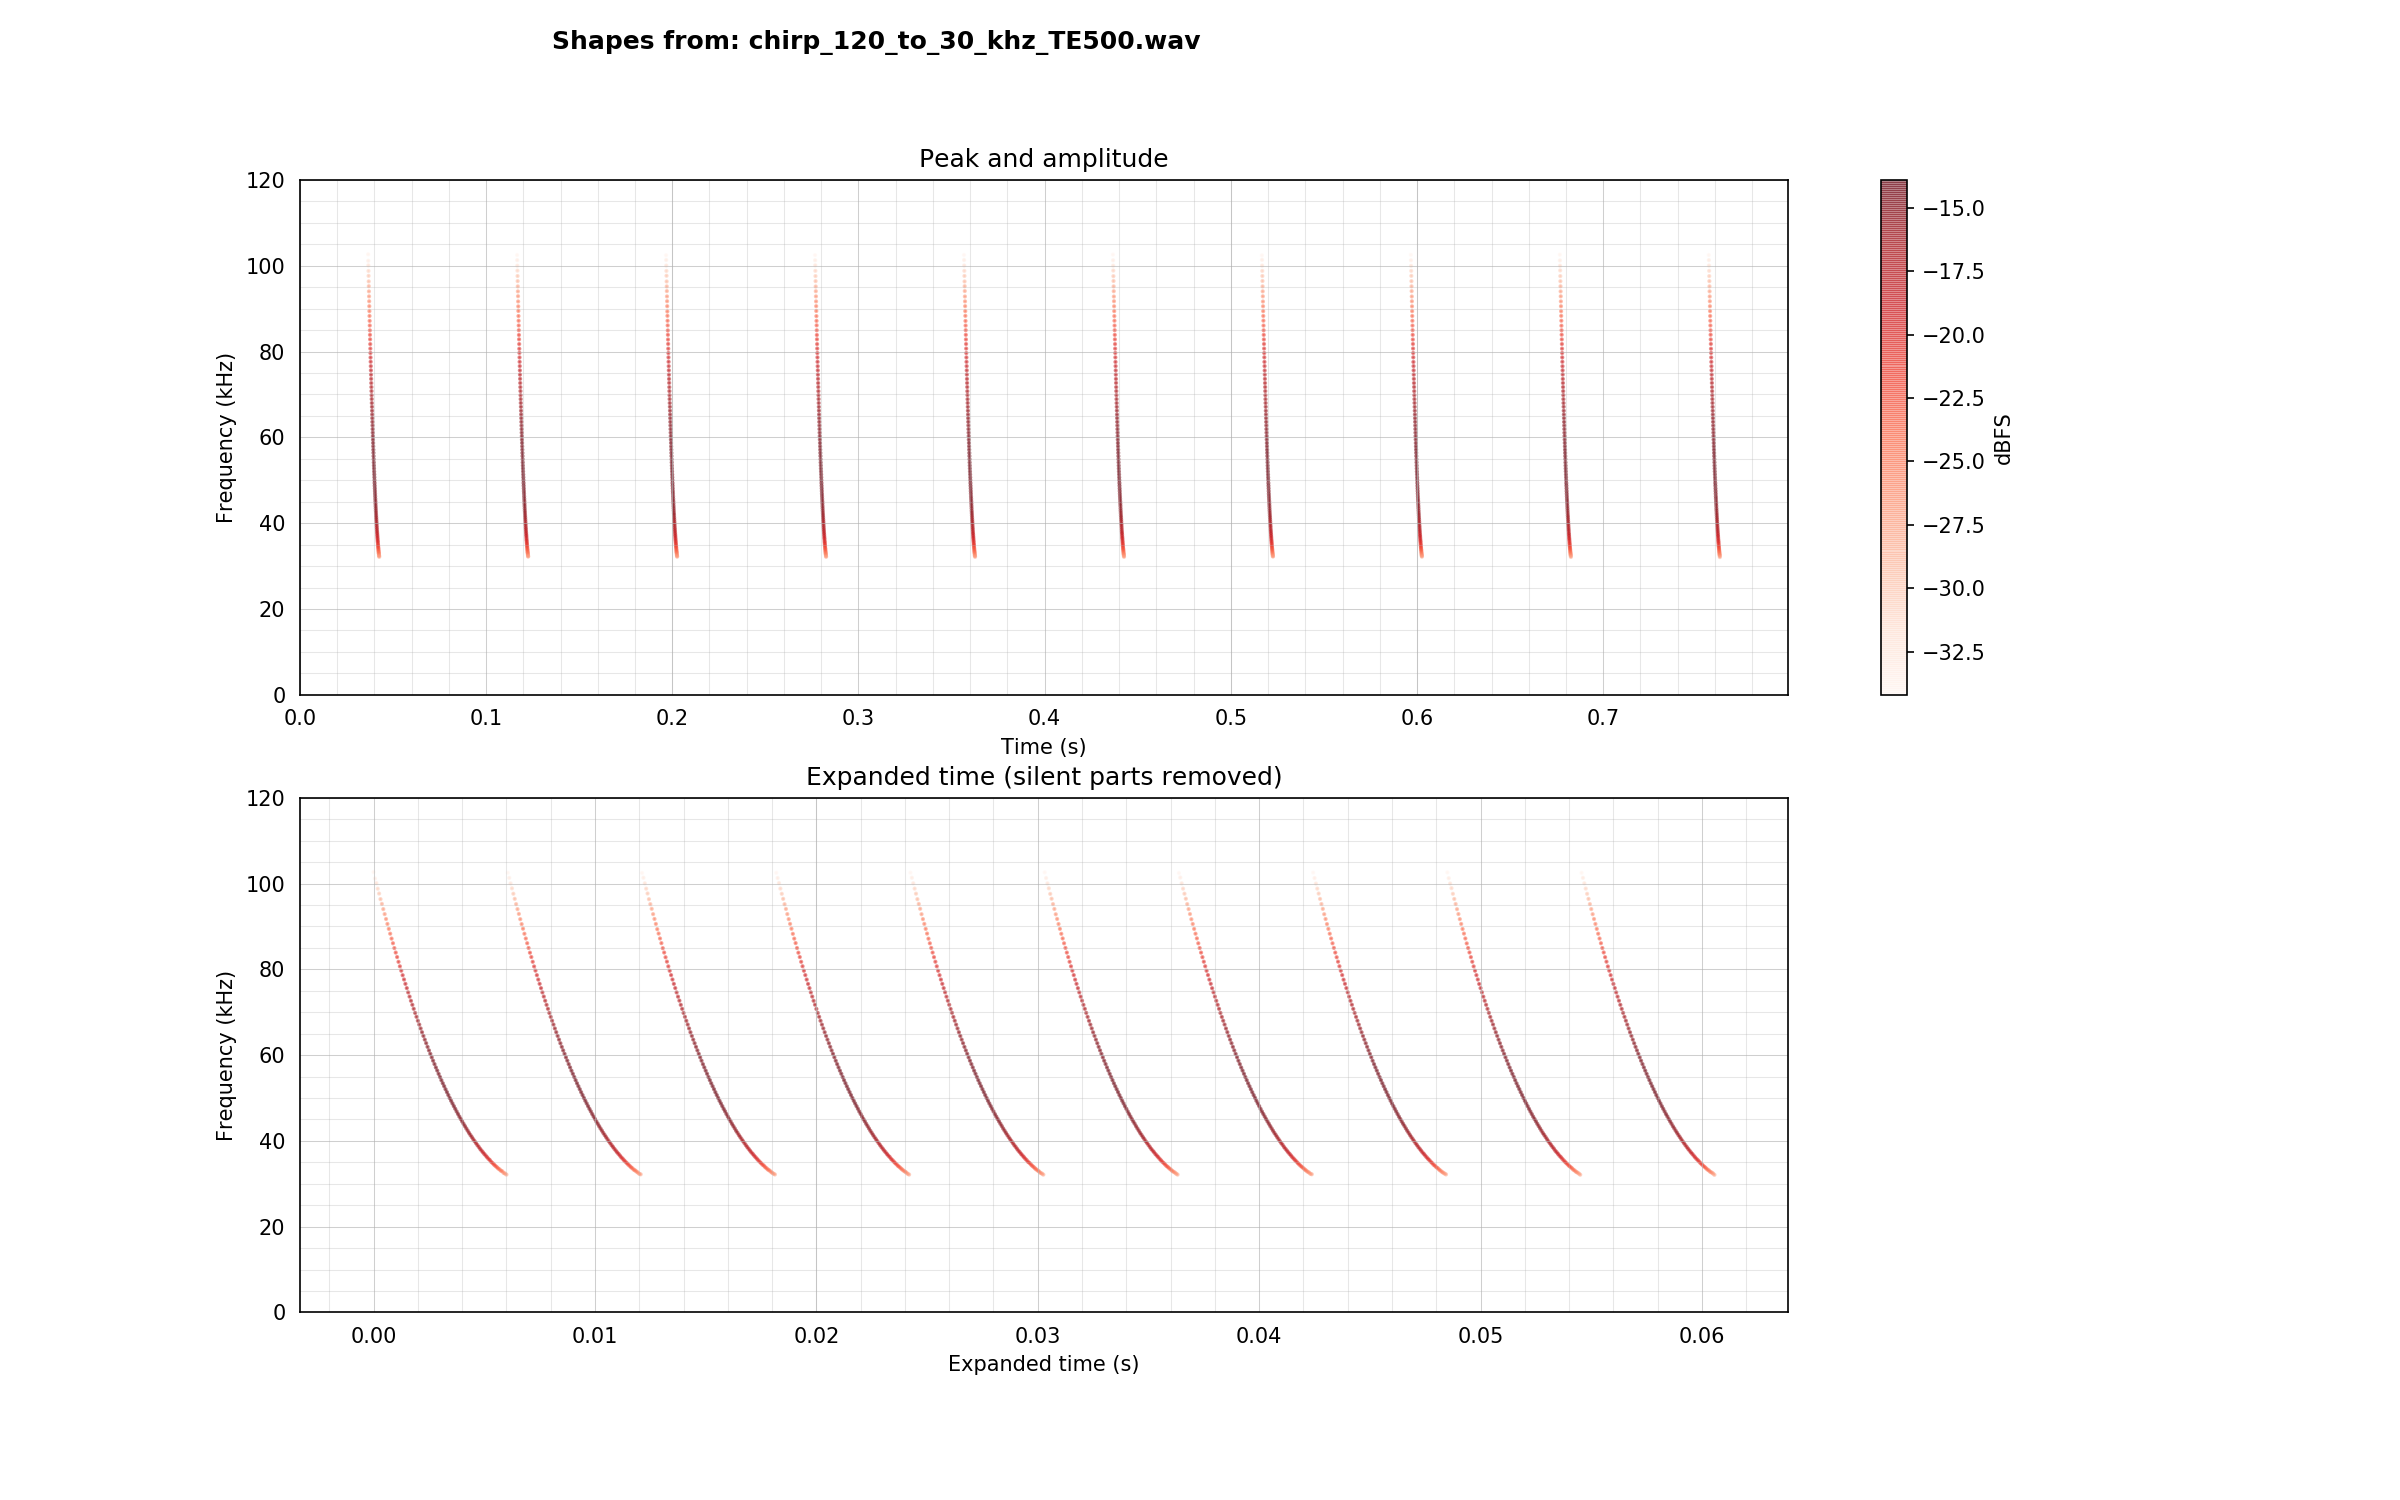 Shapes from: chirp_120_to_30_khz_TE500.wav
Peak and amplitude
120
100
80
60
40
20
0
Frequency (kHz)
0.0 0.1 0.2 0.3 0.4 0.5 0.6 0.7
Time (s)
−15.0
−17.5
−20.0
−22.5
−25.0
−27.5
−30.0
−32.5
dBFS
Expanded time (silent parts removed)
120
100
80
60
40
20
0
Frequency (kHz)
0.00 0.01 0.02 0.03 0.04 0.05 0.06
Expanded time (s)